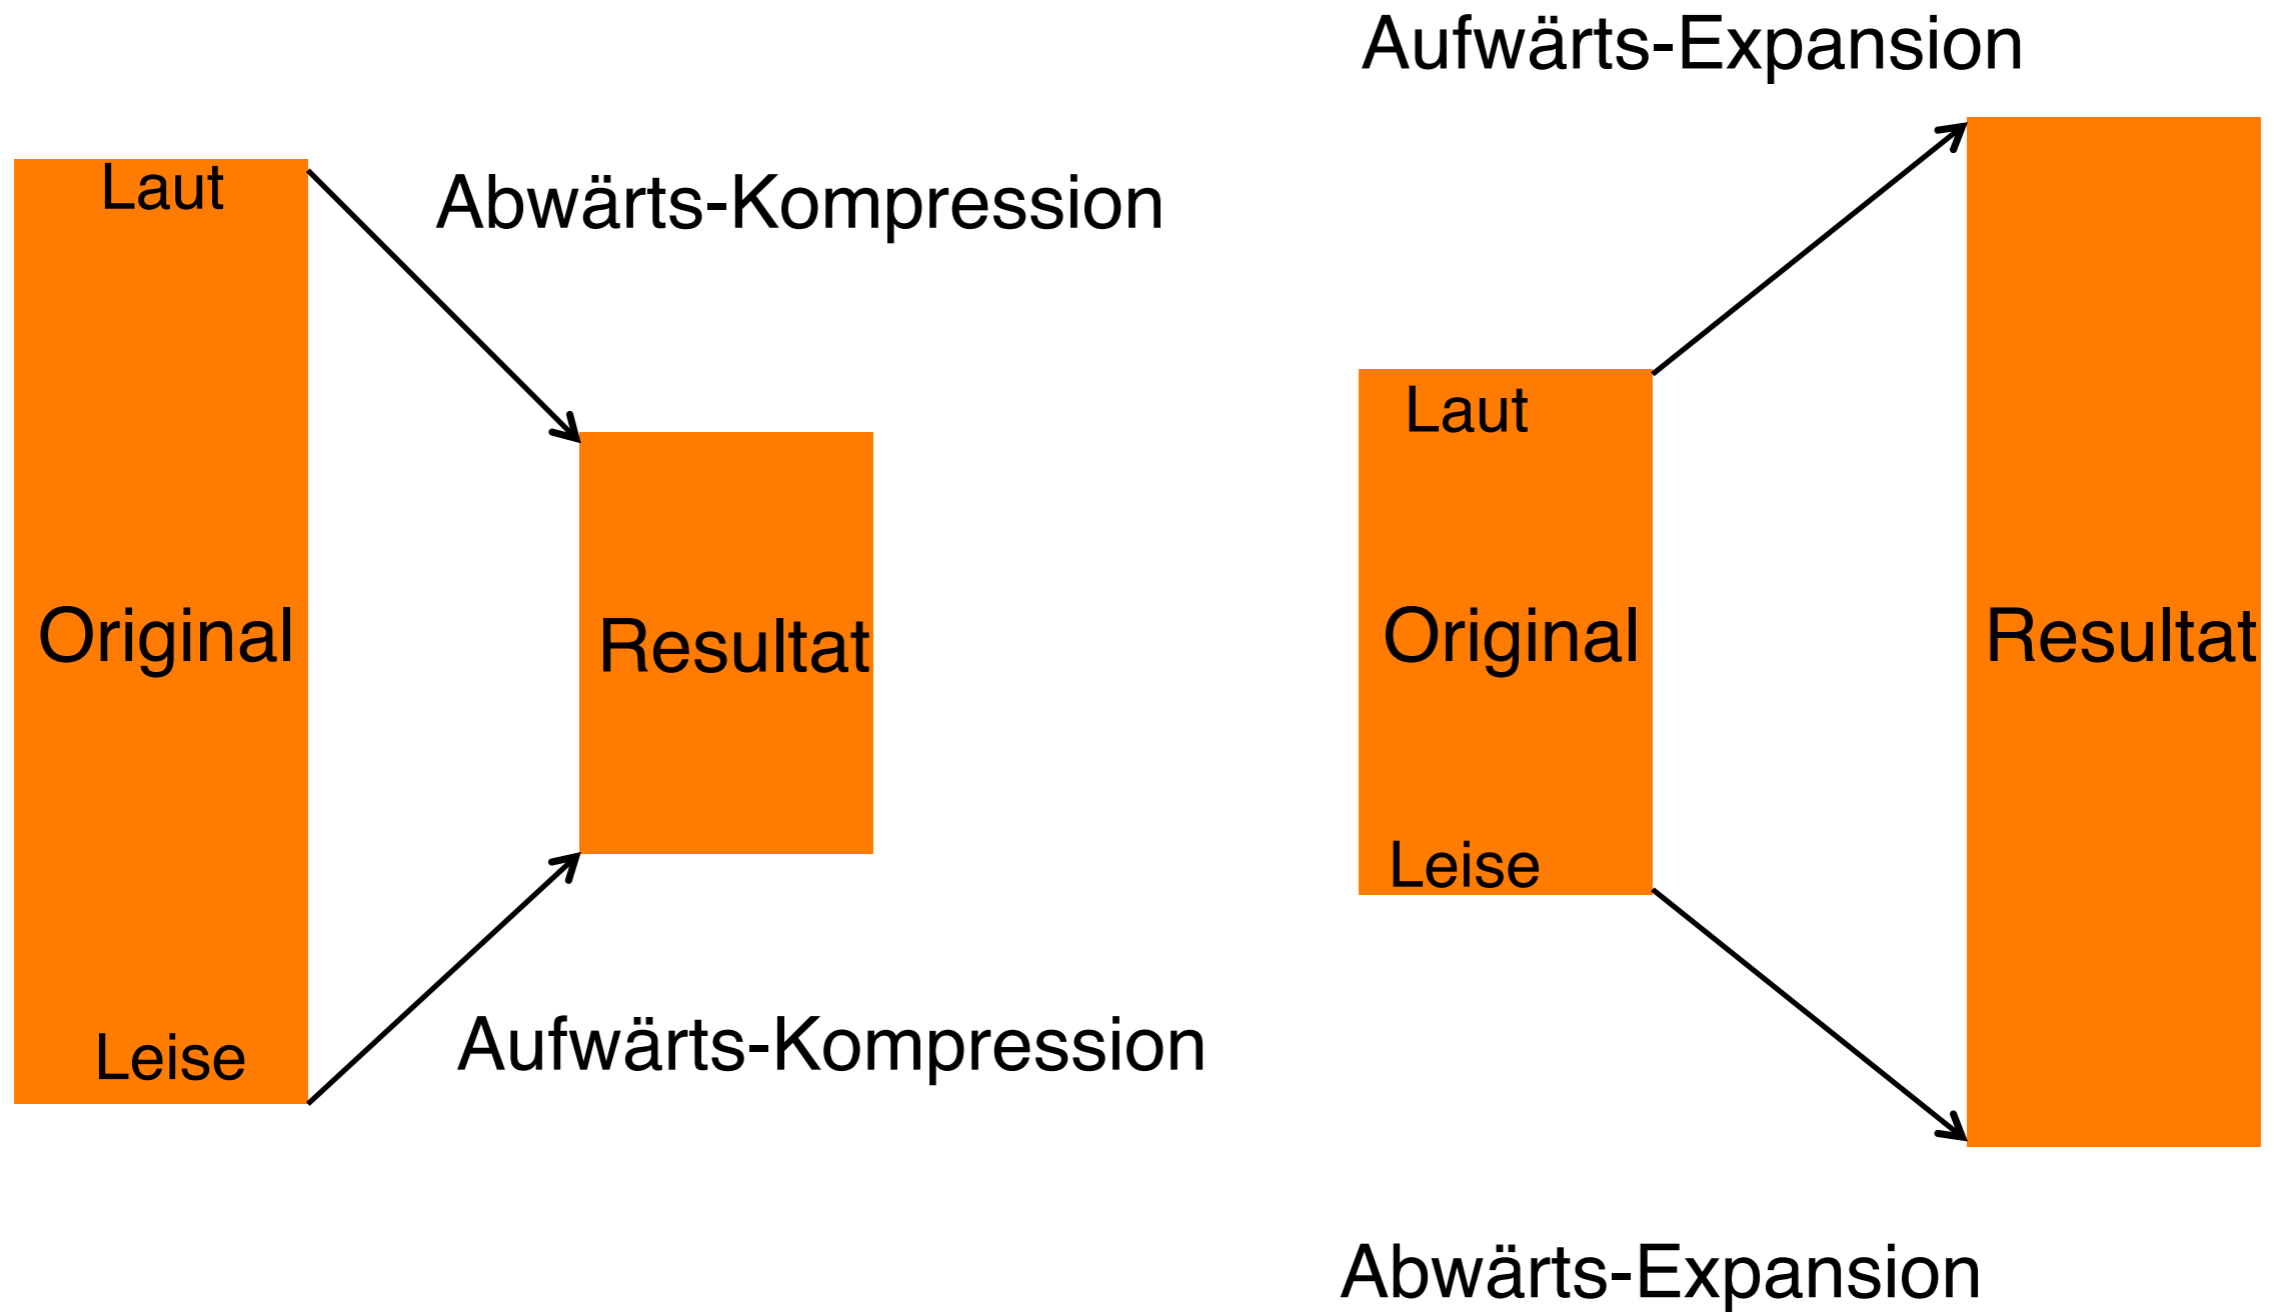 Aufwärts-Expansion
Laut
Abwärts-Kompression
Laut
Original
Resultat
Original
Resultat
Leise
Leise
Aufwärts-Kompression
Abwärts-Expansion